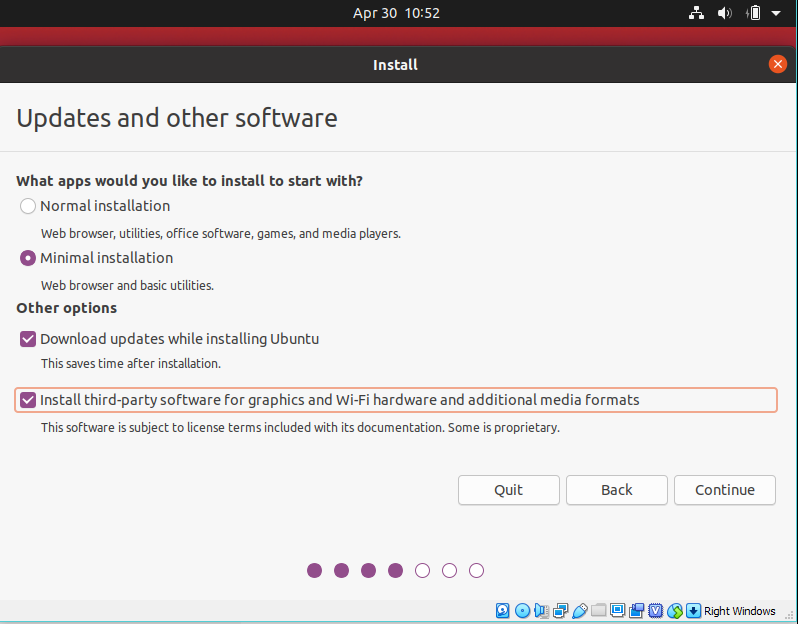 Apr 30 10:52
Install
Updates and other software
What apps would you like to install to start with?
Normal installation
Web browser, utilities, office software, games, and media players.
Minimal installation
Web browser and basic utilities.
Other options
Download updates while installing Ubuntu
This saves time after installation.
Install third-party software for graphics and Wi-Fi hardware and additional media formats
This software is subject to license terms included with its documentation. Some is proprietary.
Quit Back Continue
Right Windows